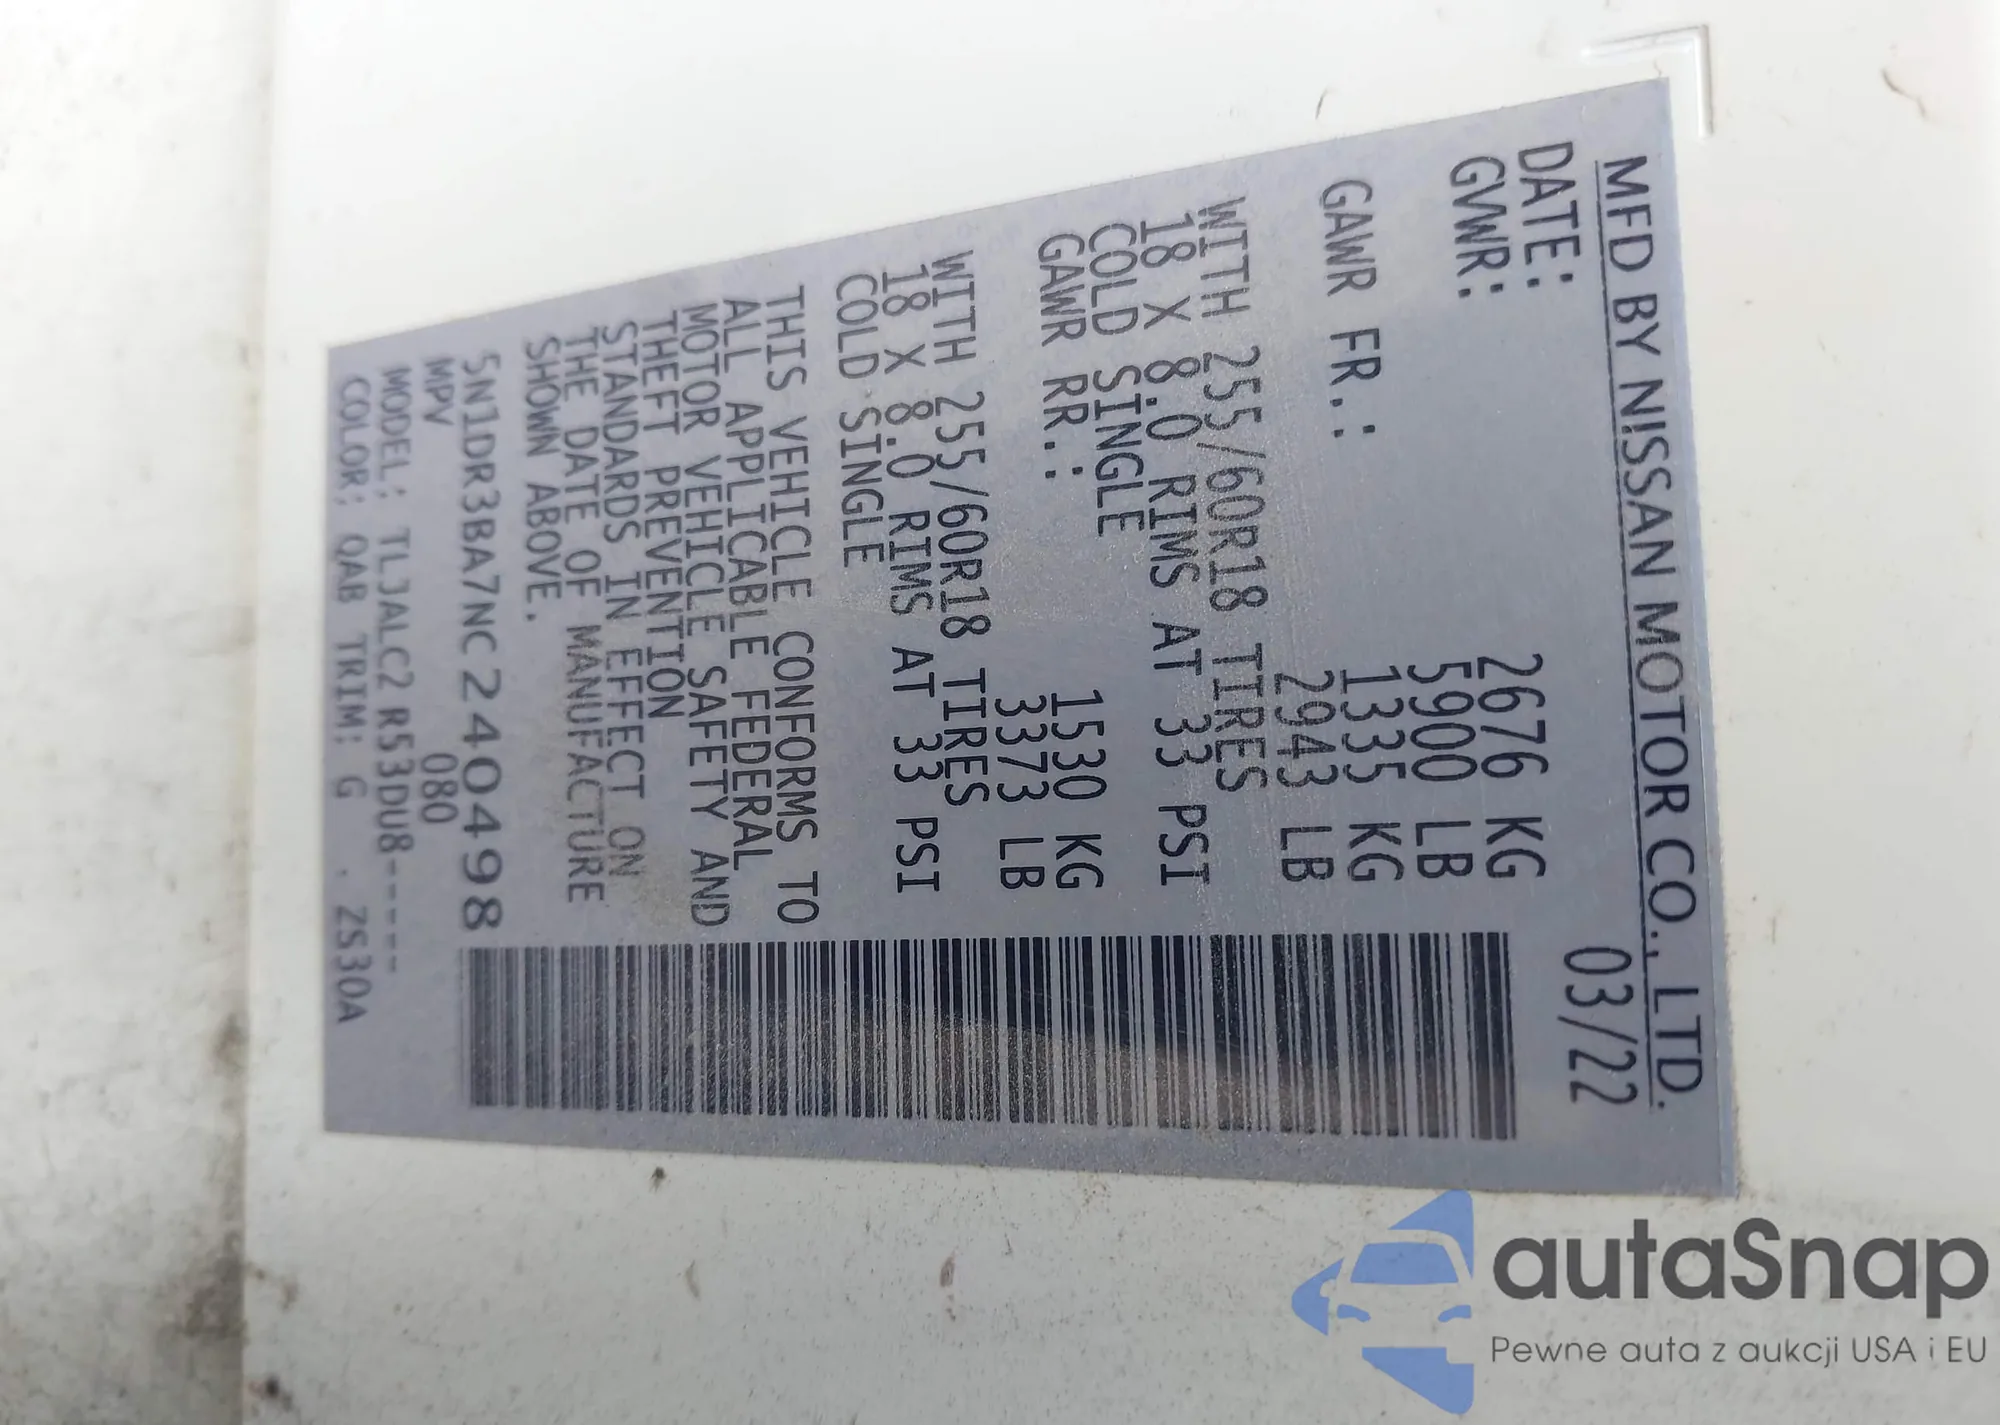 MFD BY NISSAN MOTOR CO., LTD.
DATE: 03/22
GVWR: 2676 KG
5900 LB
GAWR FR.: 1335 KG
2943 LB
WITH 255/60R18 TIRES
18 X 8.0 RIMS AT 33 PSI
COLD SINGLE
GAWR RR.: 1530 KG
3373 LB
WITH 255/60R18 TIRES
18 X 8.0 RIMS AT 33 PSI
COLD SINGLE
THIS VEHICLE CONFORMS TO
ALL APPLICABLE FEDERAL
MOTOR VEHICLE SAFETY AND
THEFT PREVENTION
STANDARDS IN EFFECT ON
THE DATE OF MANUFACTURE
SHOWN ABOVE.
5N1DR3BA7NC240498
MPV 080
MODEL: TLJALC2 R53DU8-----
COLOR: QAB TRIM: G . 2S30A
autaSnap
Pewne auta z aukcji USA i EU